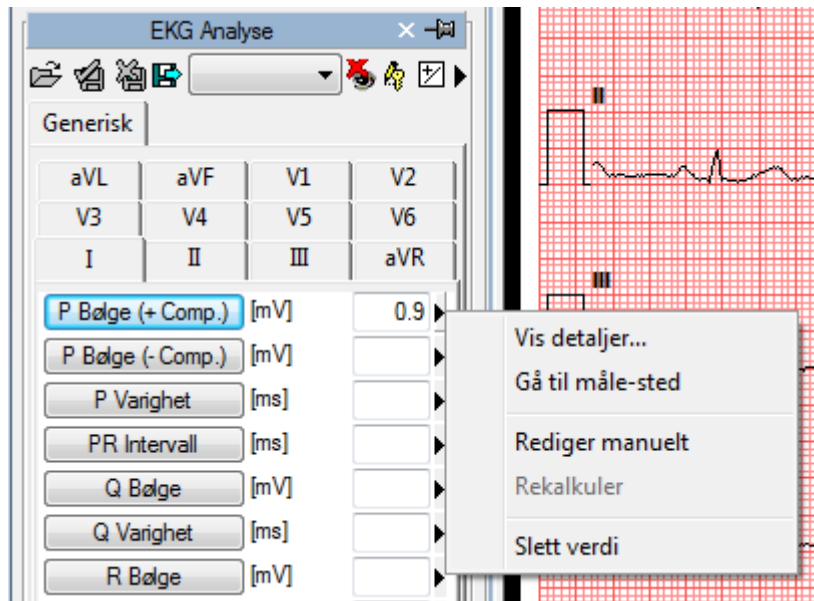 EKG Analyse
Generisk
aVL aVF V1 V2
V3 V4 V5 V6
I II III aVR
P Bølge (+ Comp.) [mV] 0.9
P Bølge (- Comp.) [mV]
P Varighet [ms]
PR Intervall [ms]
Q Bølge [mV]
Q Varighet [ms]
R Bølge [mV]
II
III
Vis detaljer...
Gå til måle-sted
Rediger manuelt
Rekalkuler
Slett verdi